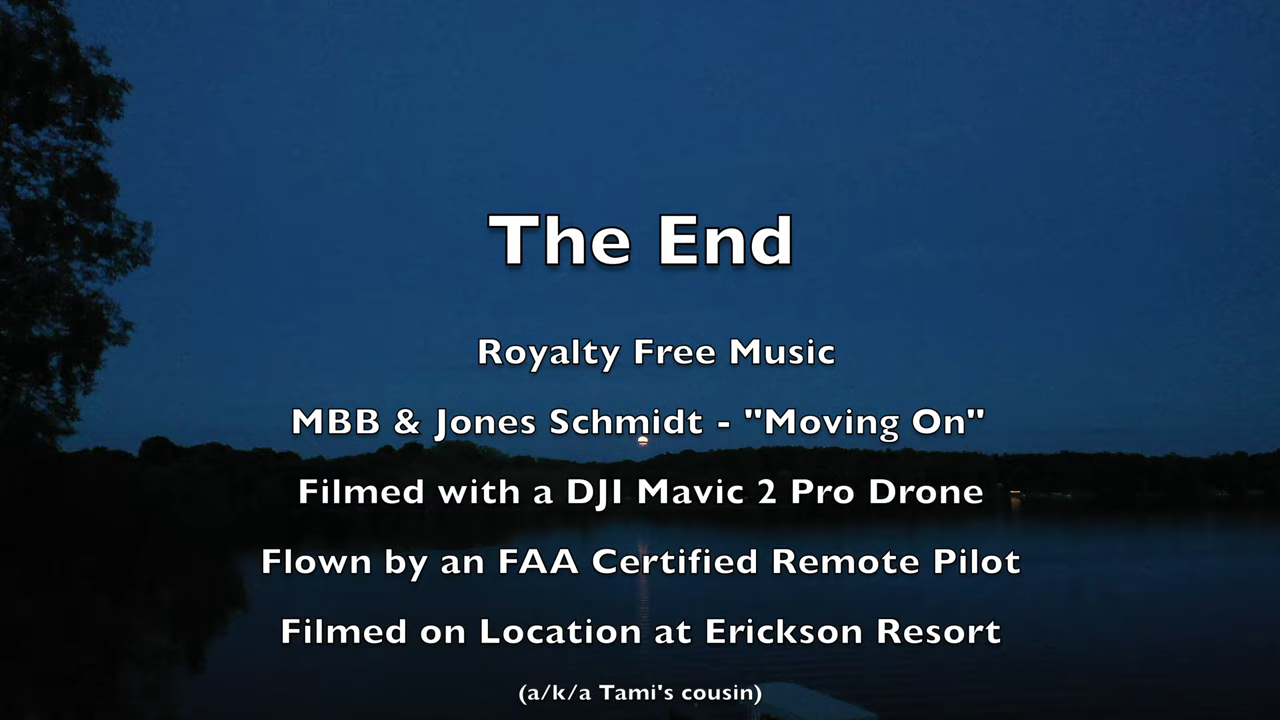 The End
Royalty Free Music
MBB & Jones Schmidt - "Moving On"
Filmed with a DJI Mavic 2 Pro Drone
Flown by an FAA Certified Remote Pilot
Filmed on Location at Erickson Resort
(a/k/a Tami's cousin)